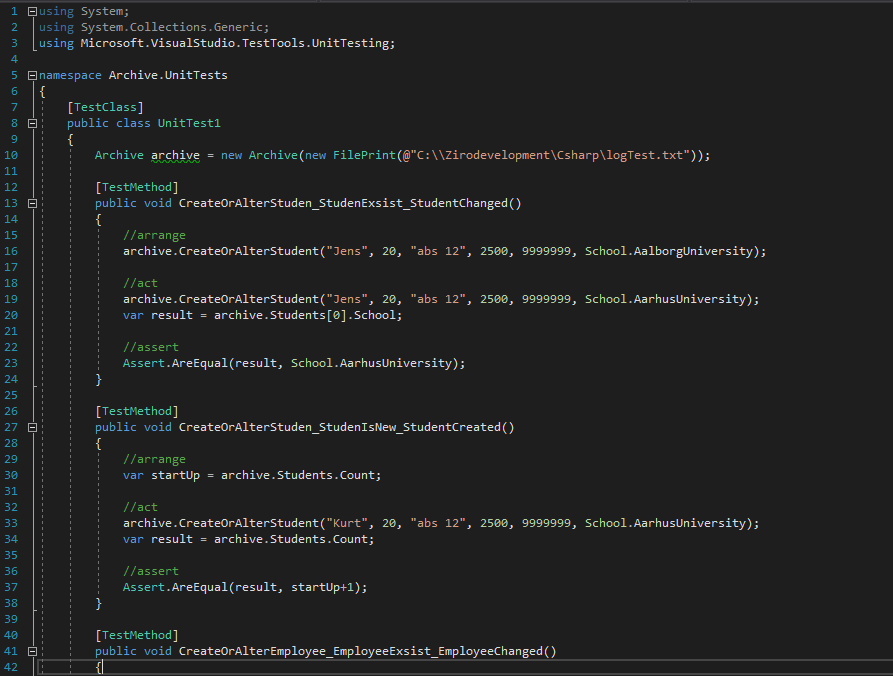 1 using System;
2 using System.Collections.Generic;
3 using Microsoft.VisualStudio.TestTools.UnitTesting;
4
5 namespace Archive.UnitTests
6 {
7 [TestClass]
8 public class UnitTest1
9 {
10 Archive archive = new Archive(new FilePrint(@"C:\\Zirodevelopment\Csharp\logTest.txt"));
11
12 [TestMethod]
13 public void CreateOrAlterStuden_StudenExsist_StudentChanged()
14 {
15 //arrange
16 archive.CreateOrAlterStudent("Jens", 20, "abs 12", 2500, 9999999, School.AalborgUniversity);
17
18 //act
19 archive.CreateOrAlterStudent("Jens", 20, "abs 12", 2500, 9999999, School.AarhusUniversity);
20 var result = archive.Students[0].School;
21
22 //assert
23 Assert.AreEqual(result, School.AarhusUniversity);
24 }
25
26 [TestMethod]
27 public void CreateOrAlterStuden_StudenIsNew_StudentCreated()
28 {
29 //arrange
30 var startUp = archive.Students.Count;
31
32 //act
33 archive.CreateOrAlterStudent("Kurt", 20, "abs 12", 2500, 9999999, School.AarhusUniversity);
34 var result = archive.Students.Count;
35
36 //assert
37 Assert.AreEqual(result, startUp+1);
38 }
39
40 [TestMethod]
41 public void CreateOrAlterEmployee_EmployeeExsist_EmployeeChanged()
42 {